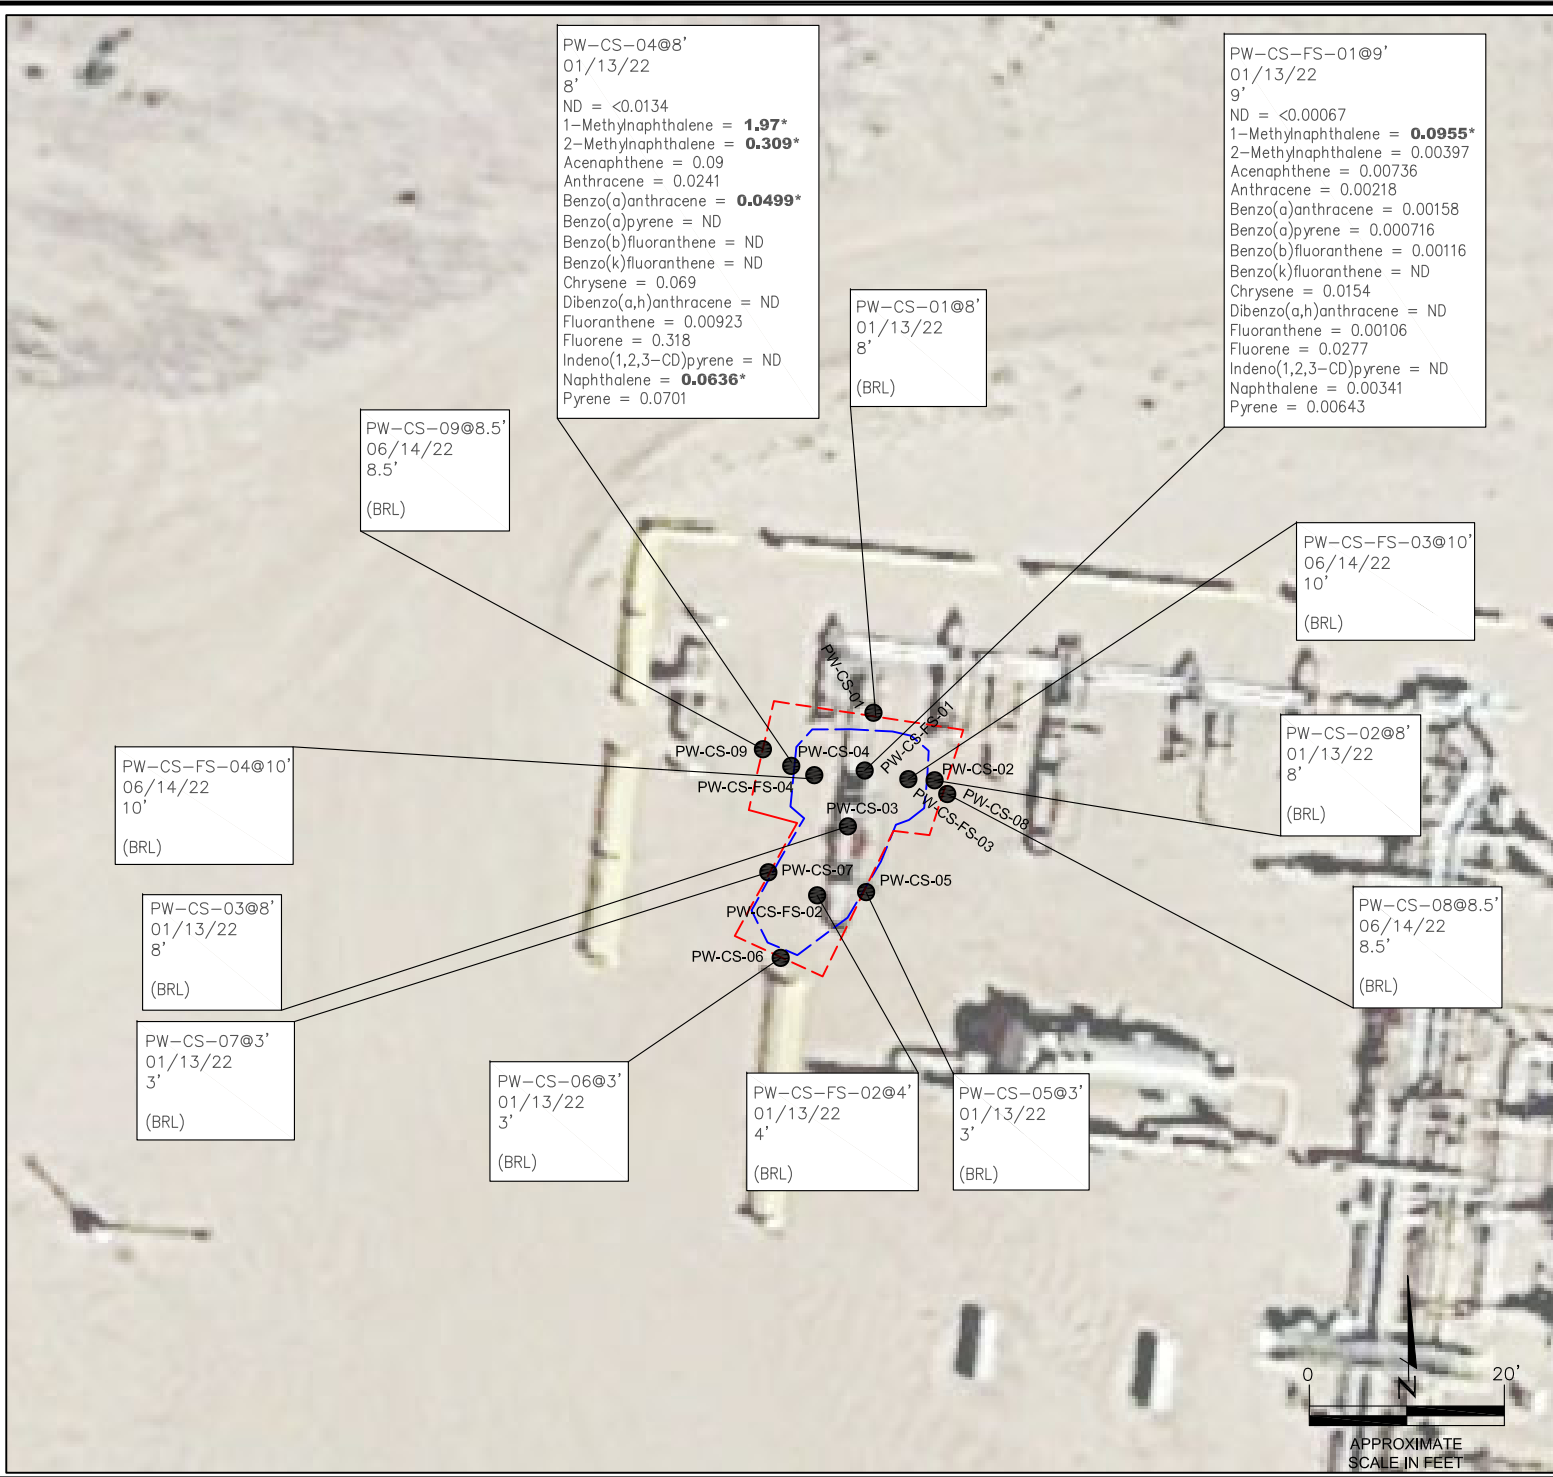 PW-CS-04@8'
01/13/22
8'
ND = <0.0134
1-Methylnaphthalene = 1.97*
2-Methylnaphthalene = 0.309*
Acenaphthene = 0.09
Anthracene = 0.0241
Benzo(a)anthracene = 0.0499*
Benzo(a)pyrene = ND
Benzo(b)fluoranthene = ND
Benzo(k)fluoranthene = ND
Chrysene = 0.069
Dibenzo(a,h)anthracene = ND
Fluoranthene = 0.00923
Fluorene = 0.318
Indeno(1,2,3-CD)pyrene = ND
Naphthalene = 0.0636*
Pyrene = 0.0701
PW-CS-FS-01@9'
01/13/22
9'
ND = <0.00067
1-Methylnaphthalene = 0.0955*
2-Methylnaphthalene = 0.00397
Acenaphthene = 0.00736
Anthracene = 0.00218
Benzo(a)anthracene = 0.00158
Benzo(a)pyrene = 0.000716
Benzo(b)fluoranthene = 0.00116
Benzo(k)fluoranthene = ND
Chrysene = 0.0154
Dibenzo(a,h)anthracene = ND
Fluoranthene = 0.00106
Fluorene = 0.0277
Indeno(1,2,3-CD)pyrene = ND
Naphthalene = 0.00341
Pyrene = 0.00643
PW-CS-01@8'
01/13/22
8'
(BRL)
PW-CS-09@8.5'
06/14/22
8.5'
(BRL)
PW-CS-FS-03@10'
06/14/22
10'
(BRL)
PW-CS-01
PW-CS-FS-01
PW-CS-09
PW-CS-04
PW-CS-FS-04
PW-CS-02
PW-CS-08
PW-CS-FS-03
PW-CS-03
PW-CS-07
PW-CS-05
PW-CS-FS-02
PW-CS-06
PW-CS-02@8'
01/13/22
8'
(BRL)
PW-CS-FS-04@10'
06/14/22
10'
(BRL)
PW-CS-03@8'
01/13/22
8'
(BRL)
PW-CS-08@8.5'
06/14/22
8.5'
(BRL)
PW-CS-07@3'
01/13/22
3'
(BRL)
PW-CS-06@3'
01/13/22
3'
(BRL)
PW-CS-FS-02@4'
01/13/22
4'
(BRL)
PW-CS-05@3'
01/13/22
3'
(BRL)
N
0 20'
APPROXIMATE
SCALE IN FEET